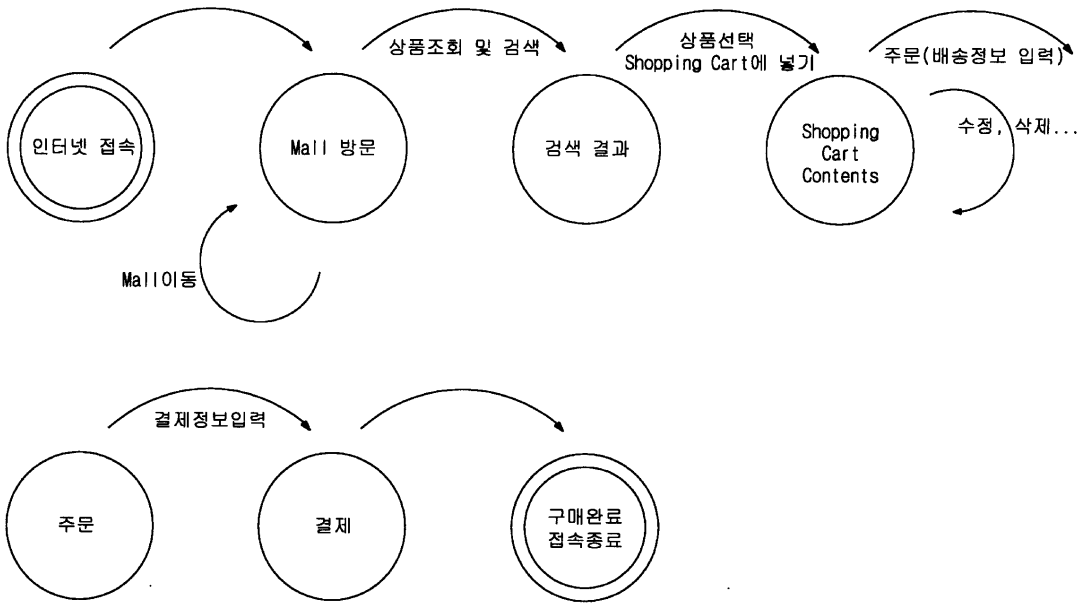 상품조회 및 검색
상품선택
Shopping Cart에 넣기
주문(배송정보 입력)
인터넷 접속
Mall 방문
검색 결과
Shopping
Cart
Contents
수정, 삭제...
Mall이동
결제정보입력
주문
결제
구매완료
접속종료